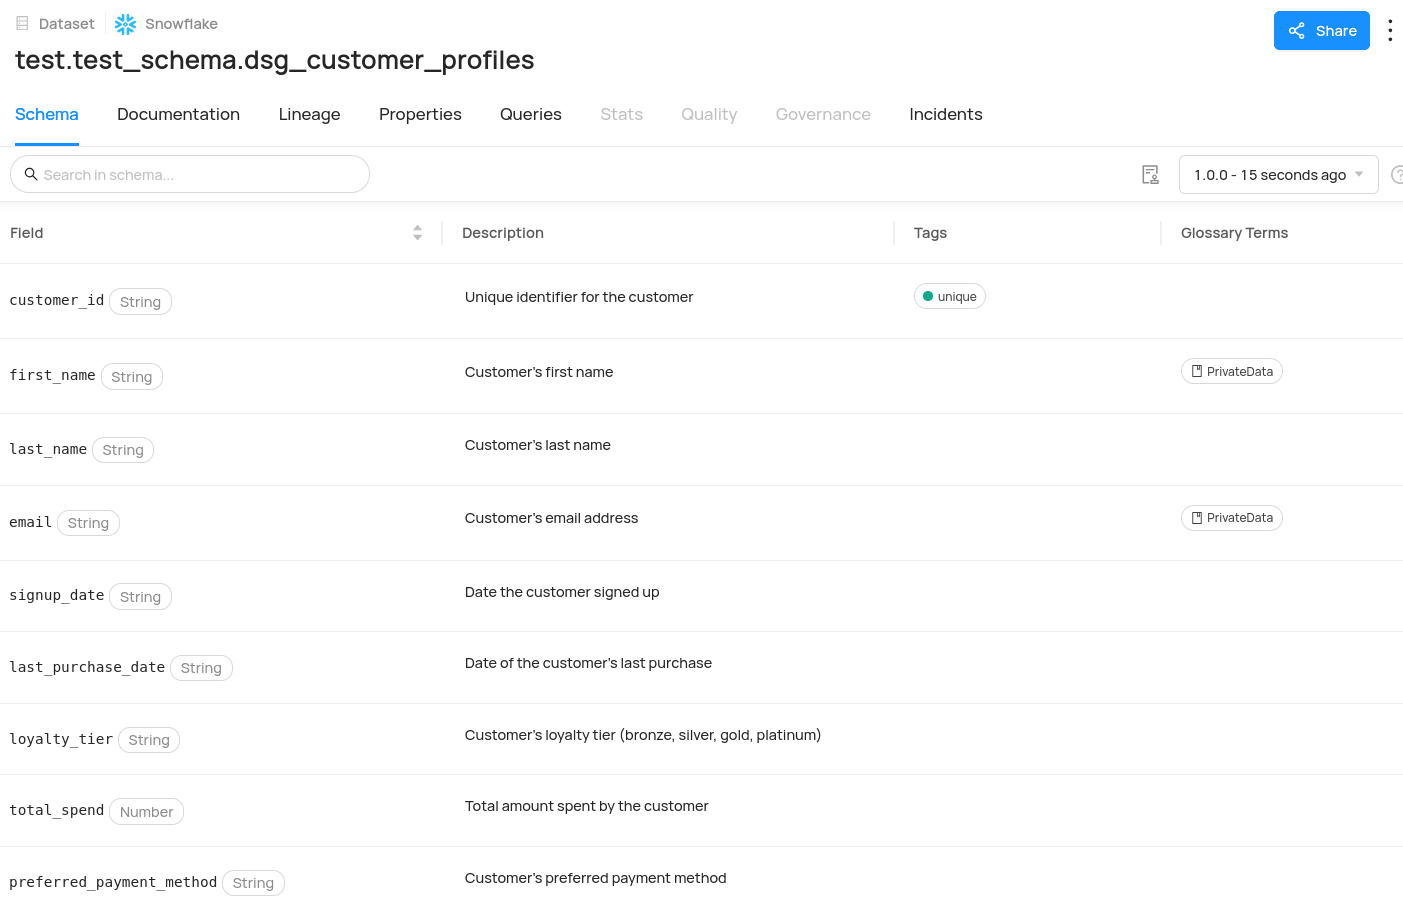 Dataset Snowflake
Share
test.test_schema.dsg_customer_profiles
Schema Documentation Lineage Properties Queries Stats Quality Governance Incidents
Search in schema...
1.0.0 - 15 seconds ago
Field Description Tags Glossary Terms
customer_id String Unique identifier for the customer unique
first_name String Customer's first name PrivateData
last_name String Customer's last name
email String Customer's email address PrivateData
signup_date String Date the customer signed up
last_purchase_date String Date of the customer's last purchase
loyalty_tier String Customer's loyalty tier (bronze, silver, gold, platinum)
total_spend Number Total amount spent by the customer
preferred_payment_method String Customer's preferred payment method